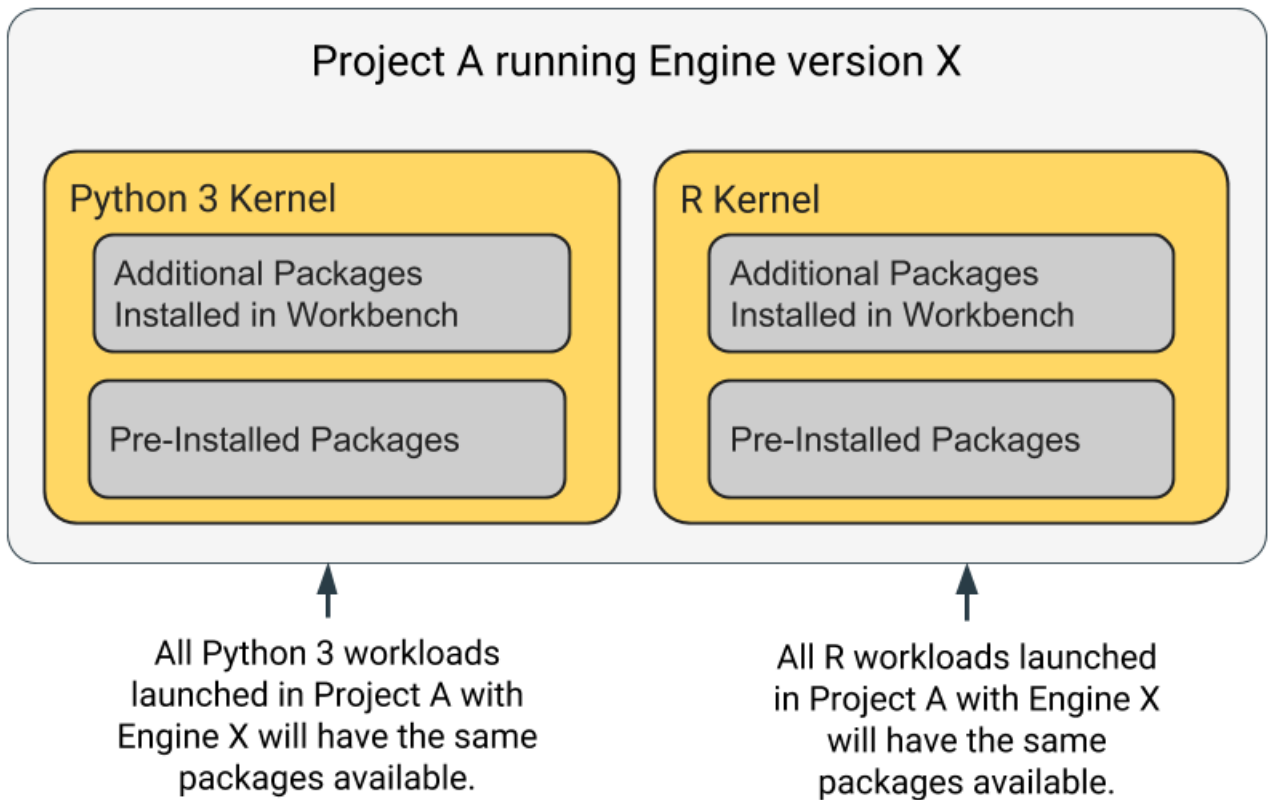 Project A running Engine version X
Python 3 Kernel
Additional Packages
Installed in Workbench
Pre-Installed Packages
R Kernel
Additional Packages
Installed in Workbench
Pre-Installed Packages
All Python 3 workloads
launched in Project A with
Engine X will have the same
packages available.
All R workloads launched
in Project A with Engine X
will have the same
packages available.